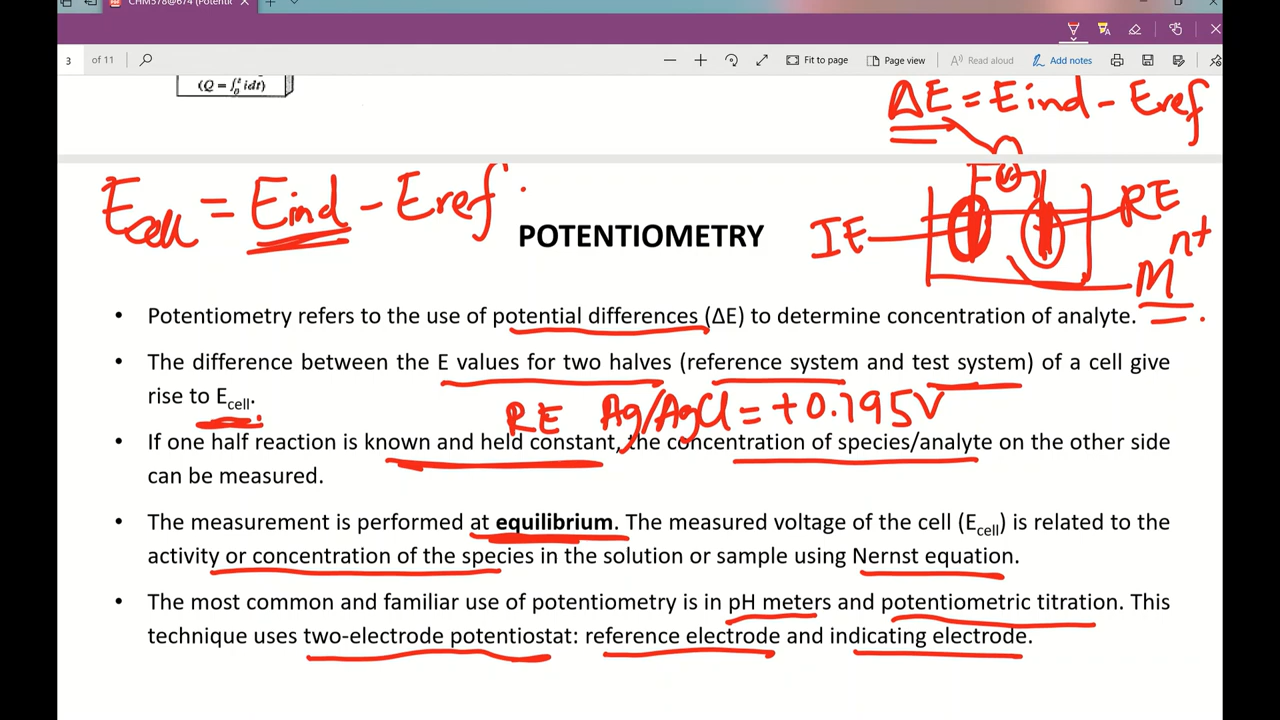 CHM578@674 (Potenti
3 of 11 Fit to page Page view Read aloud Add notes
(Q = ∫₀ᵗ idt)
ΔE = Eind - Eref
Ecell = Eind - Eref
POTENTIOMETRY
IE
RE
Mⁿ⁺
• Potentiometry refers to the use of potential differences (ΔE) to determine concentration of analyte.
• The difference between the E values for two halves (reference system and test system) of a cell give
rise to Ecell.
RE Ag/AgCl = +0.195V
• If one half reaction is known and held constant, the concentration of species/analyte on the other side
can be measured.
• The measurement is performed at equilibrium. The measured voltage of the cell (Ecell) is related to the
activity or concentration of the species in the solution or sample using Nernst equation.
• The most common and familiar use of potentiometry is in pH meters and potentiometric titration. This
technique uses two-electrode potentiostat: reference electrode and indicating electrode.